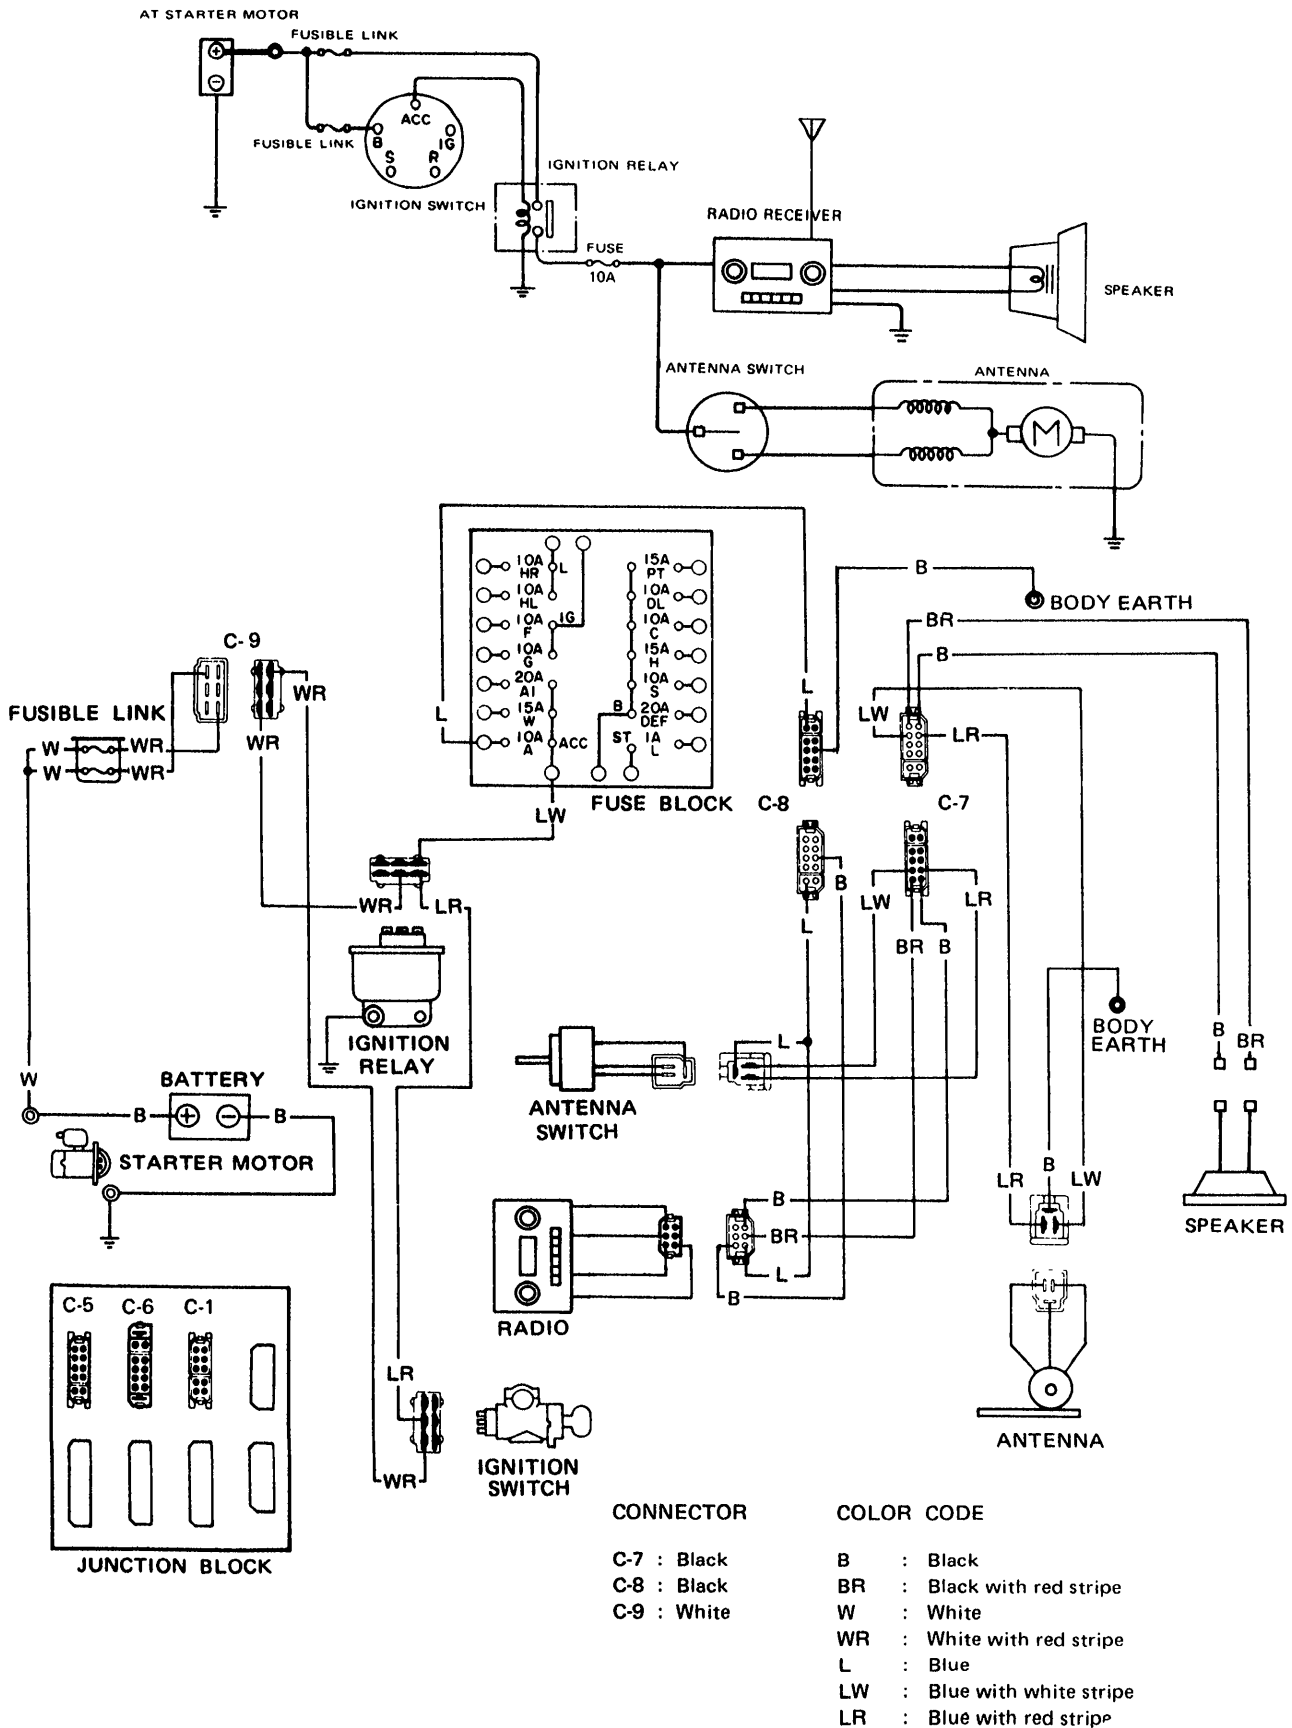 AT STARTER MOTOR
FUSIBLE LINK
+
−
ACC
FUSIBLE LINK
B
S
R
IG
IGNITION SWITCH
IGNITION RELAY
RADIO RECEIVER
FUSE
10A
SPEAKER
ANTENNA SWITCH
ANTENNA
M
L
10A
HR
L
15A
PT
10A
HL
10A
DL
10A
F
IG
10A
C
10A
G
15A
H
20A
A1
10A
S
15A
W
B
20A
DEF
10A
A
ACC
ST
1A
L
FUSE BLOCK
LW
B
BODY EARTH
BR
B
L
LW
LR
C-8
C-7
C-9
WR
WR
FUSIBLE LINK
W
WR
W
WR
WR
LR
IGNITION
RELAY
B
L
LW
LR
BR
B
L
ANTENNA
SWITCH
BODY
EARTH
B
BR
W
BATTERY
B
+
−
B
STARTER MOTOR
LR
B
LW
SPEAKER
B
BR
L
B
RADIO
C-5
C-6
C-1
JUNCTION BLOCK
LR
WR
IGNITION
SWITCH
ANTENNA
CONNECTOR
C-7 : Black
C-8 : Black
C-9 : White
COLOR CODE
B : Black
BR : Black with red stripe
W : White
WR : White with red stripe
L : Blue
LW : Blue with white stripe
LR : Blue with red stripe